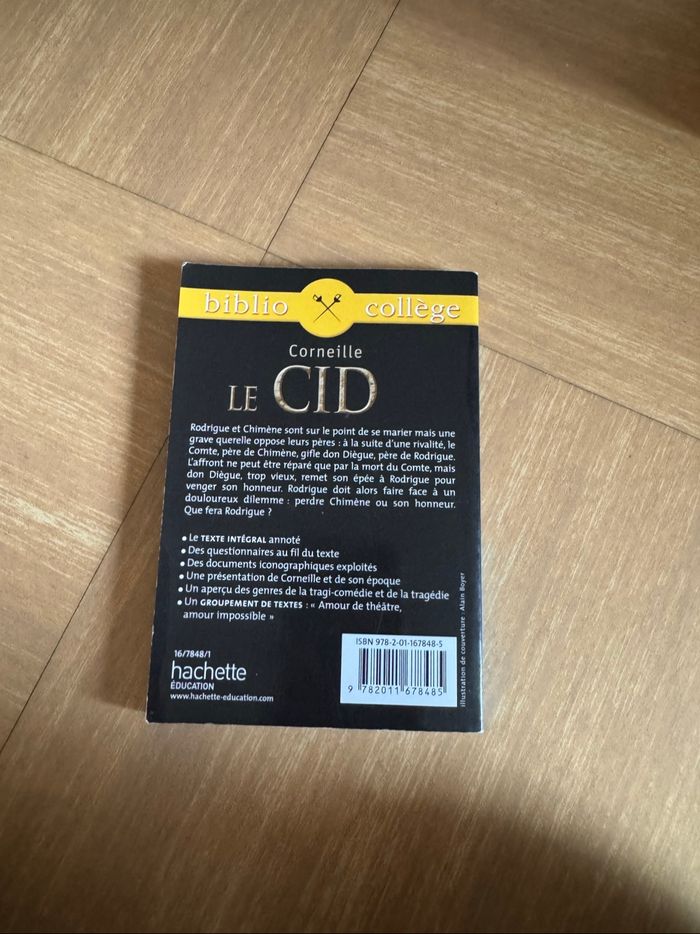 biblio collège
Corneille
LE CID
Rodrigue et Chimène sont sur le point de se marier mais une
grave querelle oppose leurs pères : à la suite d'une rivalité, le
Comte, père de Chimène, gifle don Diègue, père de Rodrigue.
L'affront ne peut être réparé que par la mort du Comte, mais
don Diègue, trop vieux, remet son épée à Rodrigue pour
venger son honneur. Rodrigue doit alors faire face à un
douloureux dilemme : perdre Chimène ou son honneur.
Que fera Rodrigue ?
• Le TEXTE INTÉGRAL annoté
• Des questionnaires au fil du texte
• Des documents iconographiques exploités
• Une présentation de Corneille et de son époque
• Un aperçu des genres de la tragi-comédie et de la tragédie
• Un GROUPEMENT DE TEXTES : « Amour de théâtre,
amour impossible »
16/7848/1
hachette
ÉDUCATION
www.hachette-education.com
ISBN 978-2-01-167848-5
9 782011 678485
Illustration de couverture : Alain Boyer